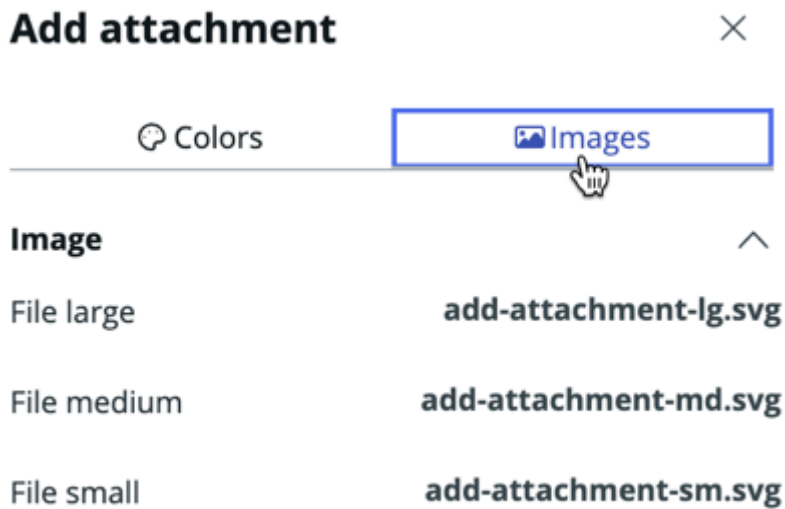 Add attachment
Colors Images
Image
File large add-attachment-lg.svg
File medium add-attachment-md.svg
File small add-attachment-sm.svg